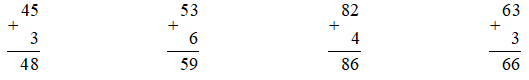 45 53 82 63
+ + + +
3 6 4 3
48 59 86 66